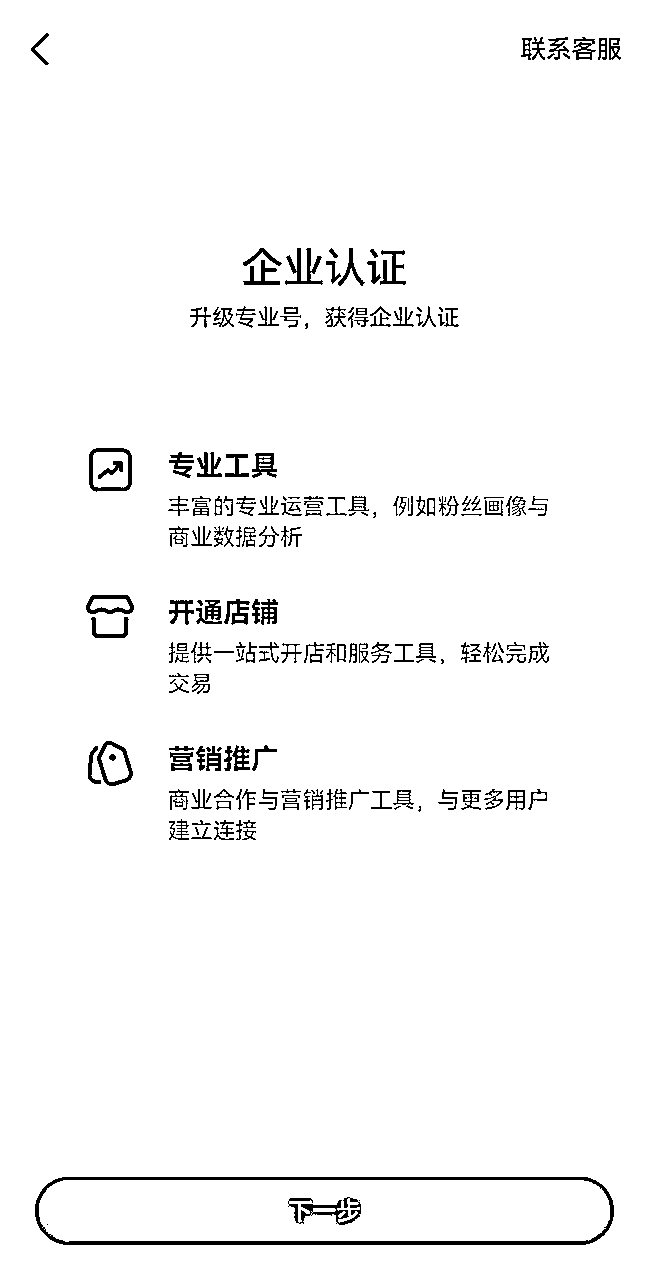 联系客服
企业认证
升级专业号，获得企业认证
专业工具
丰富的专业运营工具，例如粉丝画像与
商业数据分析
开通店铺
提供一站式开店和服务工具，轻松完成
交易
营销推广
商业合作与营销推广工具，与更多用户
建立连接
下一步